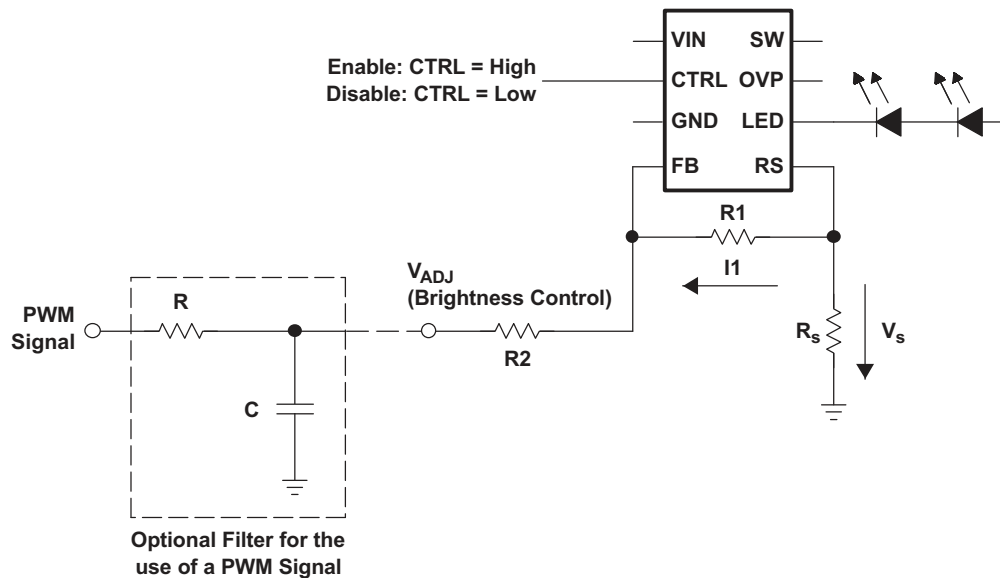 VIN
SW
Enable: CTRL = High
Disable: CTRL = Low
CTRL
OVP
GND
LED
FB
RS
R1
I1
V_ADJ
(Brightness Control)
R
PWM
Signal
R2
R_s
V_s
C
Optional Filter for the
use of a PWM Signal